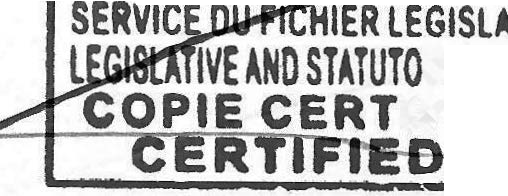 SERVICE DU FICHIER LEGISLA
LEGISLATIVE AND STATUTO
COPIE CERT
CERTIFIED